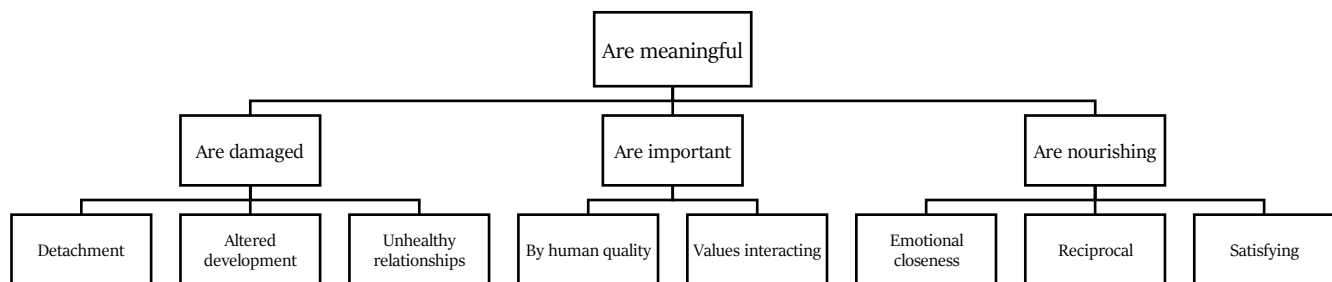 Are meaningful
Are damaged
Are important
Are nourishing
Detachment
Altered
development
Unhealthy
relationships
By human quality
Values interacting
Emotional
closeness
Reciprocal
Satisfying